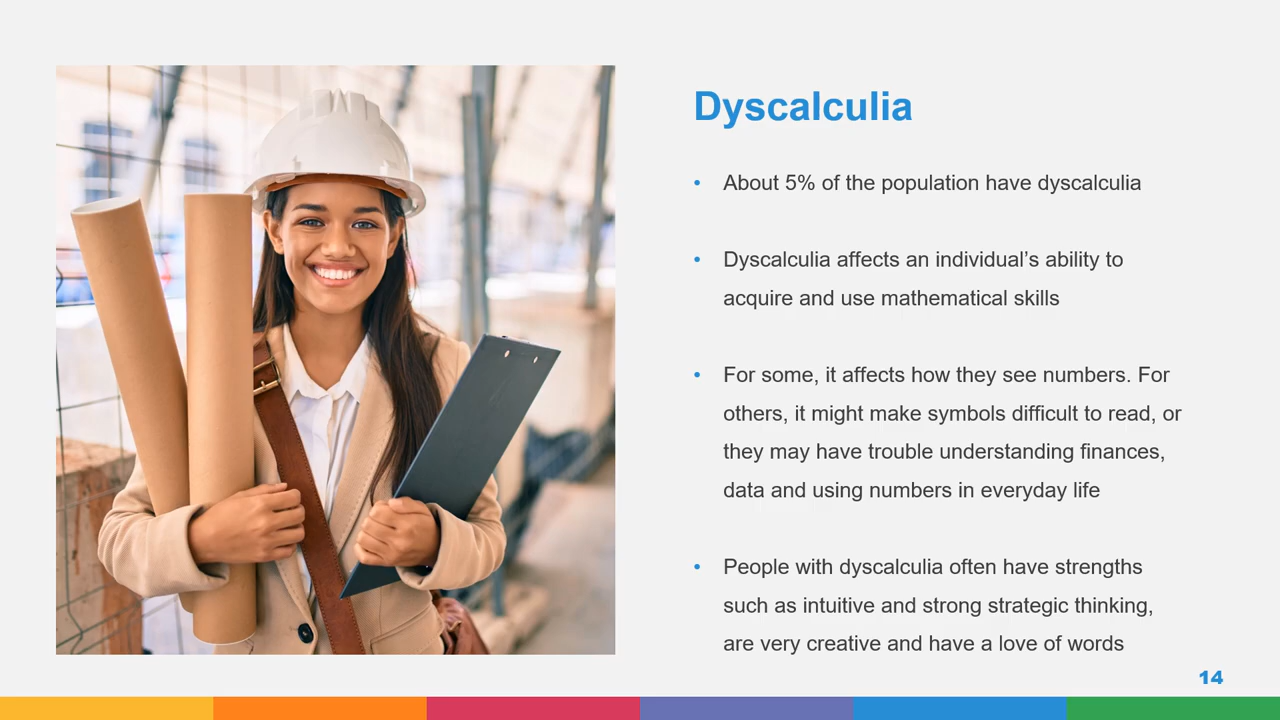 Dyscalculia
• About 5% of the population have dyscalculia
• Dyscalculia affects an individual’s ability to
acquire and use mathematical skills
• For some, it affects how they see numbers. For
others, it might make symbols difficult to read, or
they may have trouble understanding finances,
data and using numbers in everyday life
• People with dyscalculia often have strengths
such as intuitive and strong strategic thinking,
are very creative and have a love of words
14